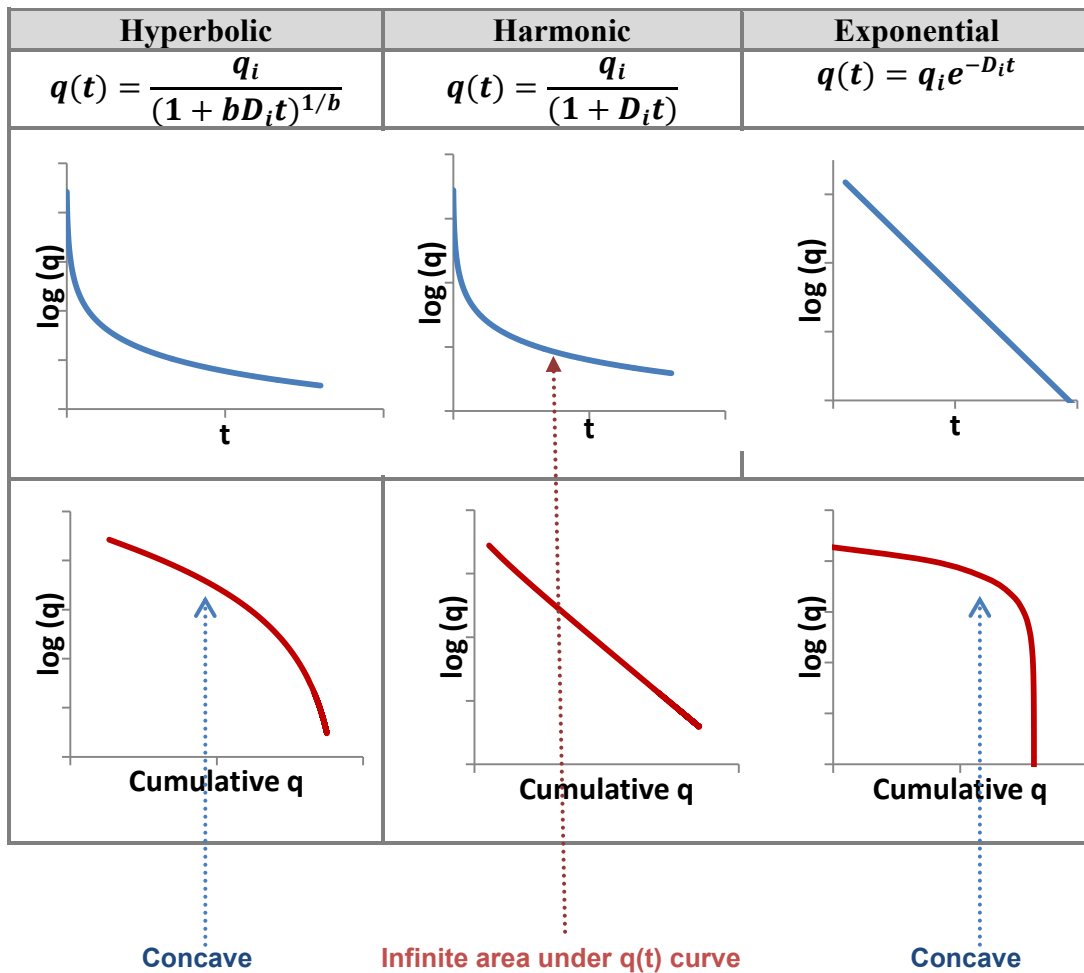 Hyperbolic Harmonic Exponential
q(t) = q_i / (1 + bD_i t)^{1/b} q(t) = q_i / (1 + D_i t) q(t) = q_i e^{-D_i t}
log (q) log (q) log (q)
t t t
log (q) log (q) log (q)
Cumulative q Cumulative q Cumulative q
Concave Infinite area under q(t) curve Concave